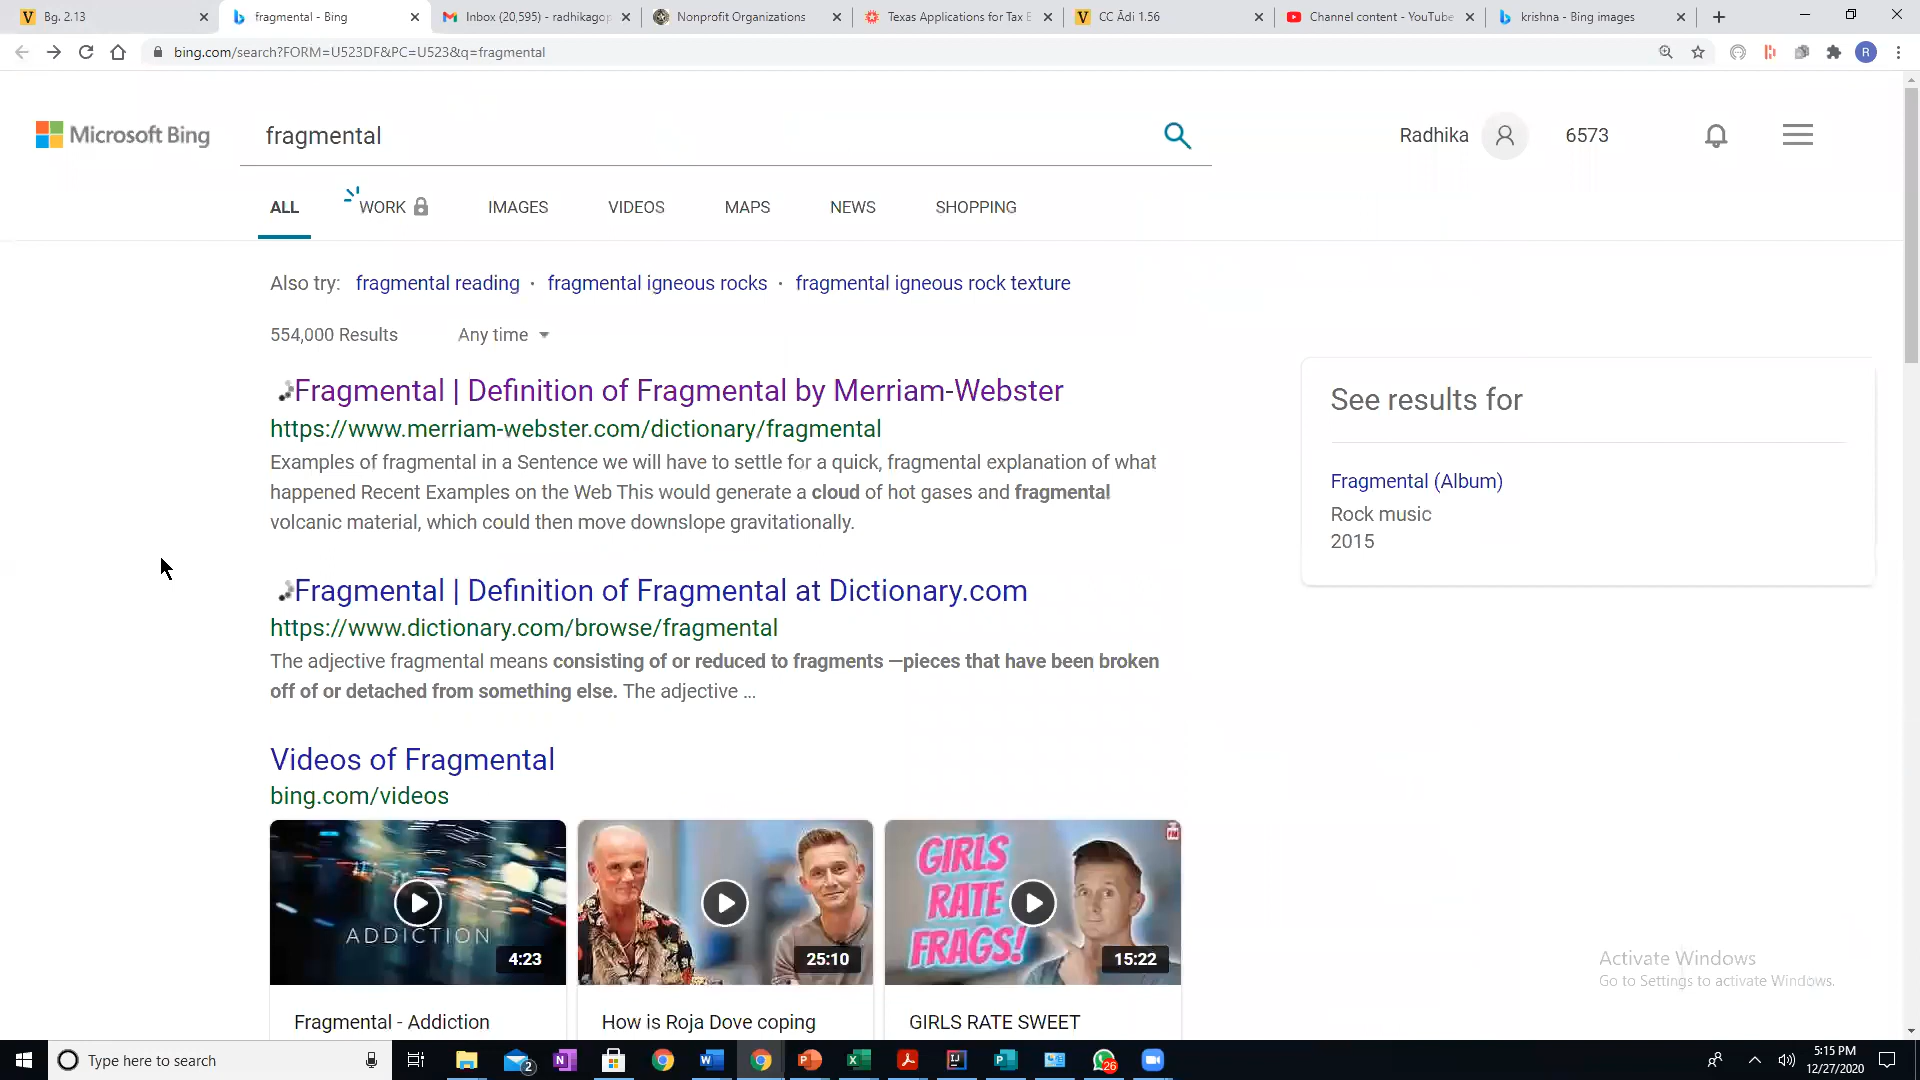 Bg. 2.13
fragmental - Bing
Inbox (20,595) - radhikagop
Nonprofit Organizations
Texas Applications for Tax E
CC Ādi 1.56
Channel content - YouTube
krishna - Bing images
bing.com/search?FORM=U523DF&PC=U523&q=fragmental
R
Microsoft Bing
fragmental
Radhika
6573
ALL
WORK
IMAGES
VIDEOS
MAPS
NEWS
SHOPPING
Also try: fragmental reading · fragmental igneous rocks · fragmental igneous rock texture
554,000 Results
Any time
Fragmental | Definition of Fragmental by Merriam-Webster
https://www.merriam-webster.com/dictionary/fragmental
Examples of fragmental in a Sentence we will have to settle for a quick, fragmental explanation of what
happened Recent Examples on the Web This would generate a cloud of hot gases and fragmental
volcanic material, which could then move downslope gravitationally.
See results for
Fragmental (Album)
Rock music
2015
Fragmental | Definition of Fragmental at Dictionary.com
https://www.dictionary.com/browse/fragmental
The adjective fragmental means consisting of or reduced to fragments —pieces that have been broken
off of or detached from something else. The adjective ...
Videos of Fragmental
bing.com/videos
ADDICTION
4:23
25:10
GIRLS
RATE
FRAGS!
15:22
Fragmental - Addiction
How is Roja Dove coping
GIRLS RATE SWEET
Activate Windows
Go to Settings to activate Windows.
Type here to search
2
26
5:15 PM
12/27/2020